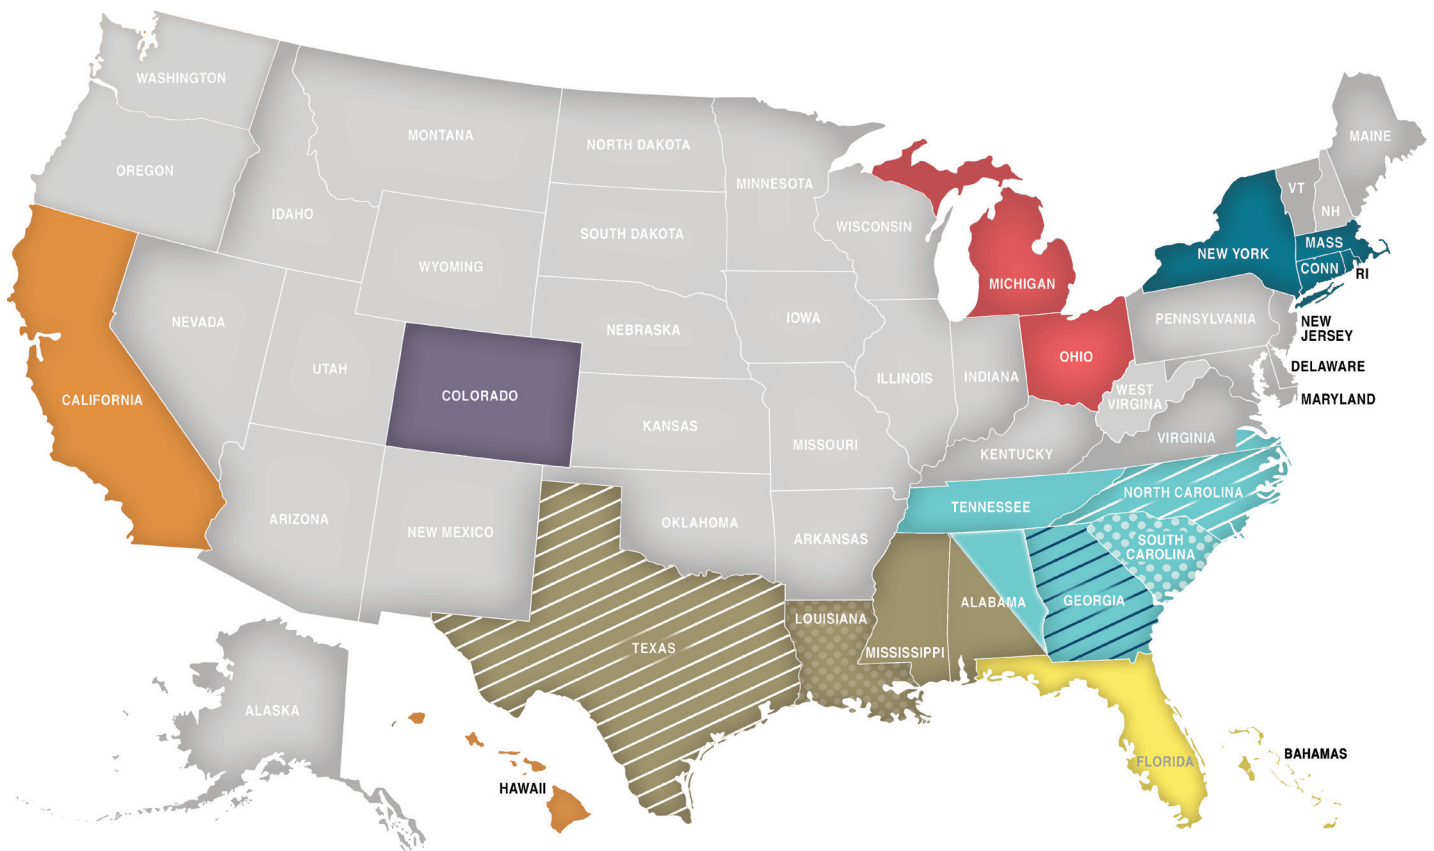 WASHINGTON
MONTANA
NORTH DAKOTA
MAINE
OREGON
MINNESOTA
VT
IDAHO
NH
SOUTH DAKOTA
WISCONSIN
MASS
NEW YORK
WYOMING
CONN
RI
MICHIGAN
NEVADA
NEBRASKA
IOWA
PENNSYLVANIA
NEW
JERSEY
UTAH
OHIO
DELAWARE
ILLINOIS
INDIANA
COLORADO
WEST
VIRGINA
MARYLAND
CALIFORNIA
KANSAS
MISSOURI
VIRGINIA
KENTUCKY
NORTH CAROLINA
TENNESSEE
ARIZONA
OKLAHOMA
NEW MEXICO
ARKANSAS
SOUTH
CAROLINA
ALABAMA
GEORGIA
LOUISIANA
TEXAS
MISSISSIPPI
ALASKA
BAHAMAS
FLORIDA
HAWAII